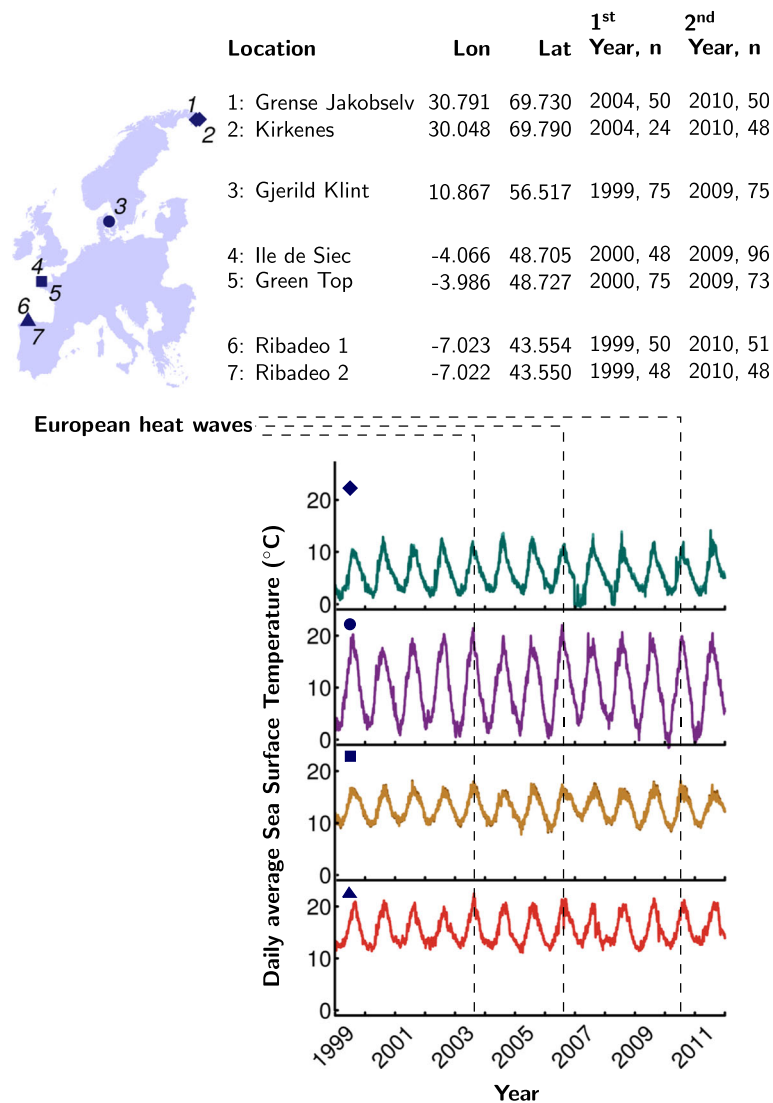 1st 2nd
Location Lon Lat Year, n Year, n
1 1: Grense Jakobselv 30.791 69.730 2004, 50 2010, 50
2 2: Kirkenes 30.048 69.790 2004, 24 2010, 48
3 3: Gjerild Klint 10.867 56.517 1999, 75 2009, 75
4 4: Ile de Siec -4.066 48.705 2000, 48 2009, 96
5 5: Green Top -3.986 48.727 2000, 75 2009, 73
6 6: Ribadeo 1 -7.023 43.554 1999, 50 2010, 51
7 7: Ribadeo 2 -7.022 43.550 1999, 48 2010, 48
European heat waves
Daily average Sea Surface Temperature (°C)
20
10
0
20
10
0
20
10
0
20
10
0
1999 2001 2003 2005 2007 2009 2011
Year